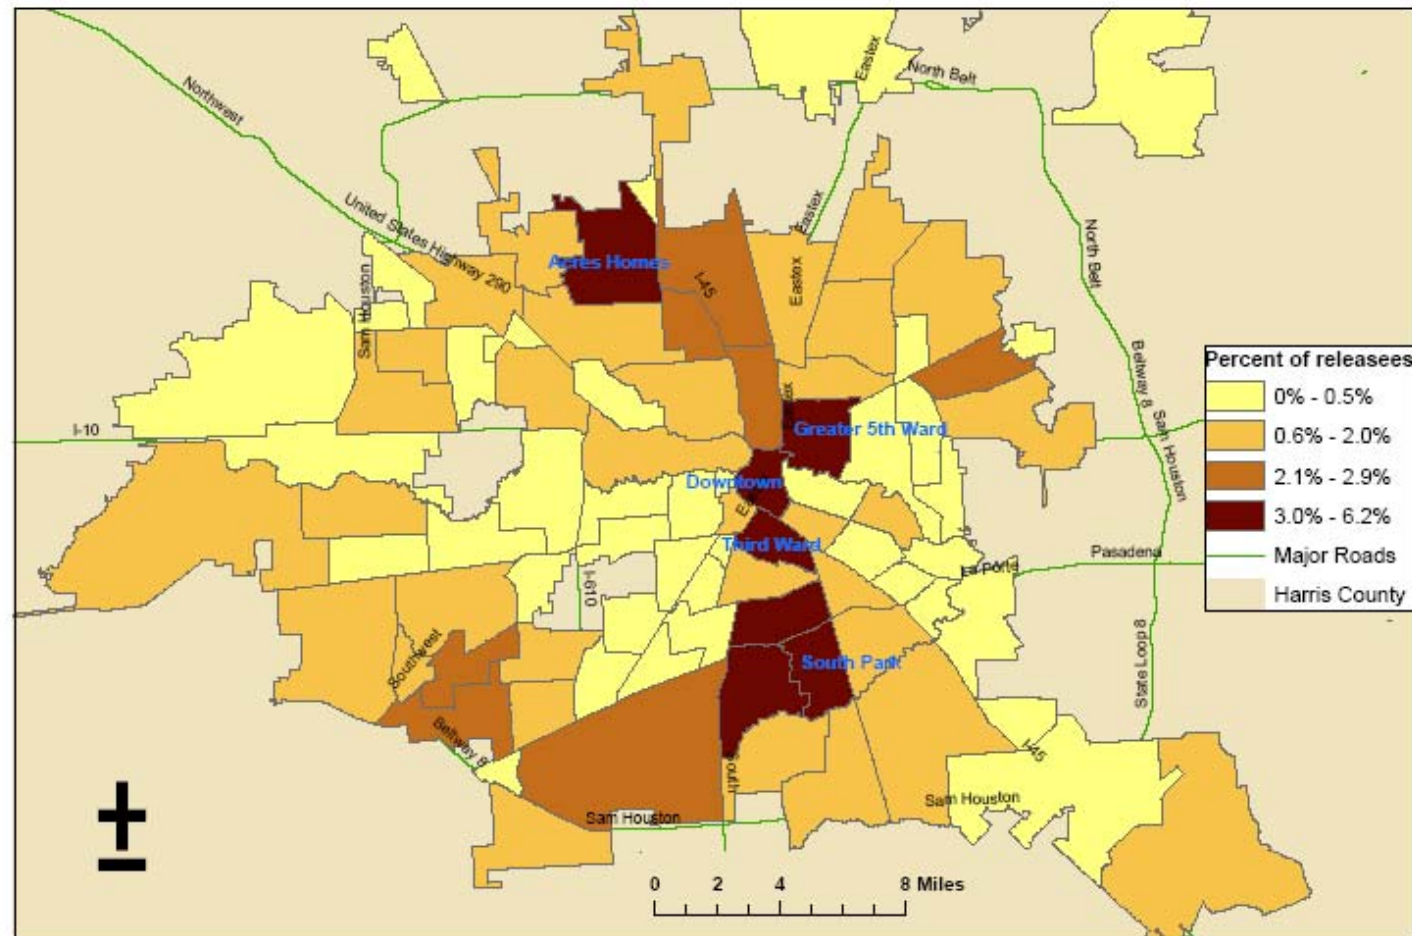 Eastex
North Belt
Northwest
Eastex
United States Highway 290
North Belt
Acres Homes
Sam Houston
I-45
Eastex
Beltway 8 Sam Houston
Percent of releasees
0% - 0.5%
0.6% - 2.0%
2.1% - 2.9%
3.0% - 6.2%
Major Roads
Harris County
I-10
Greater 5th Ward
Downtown
Third Ward
Pasadena
La Porte
I-610
Southwest
South Park
State Loop 8
Beltway 8
I-45
South
Sam Houston
Sam Houston
0 2 4 8 Miles